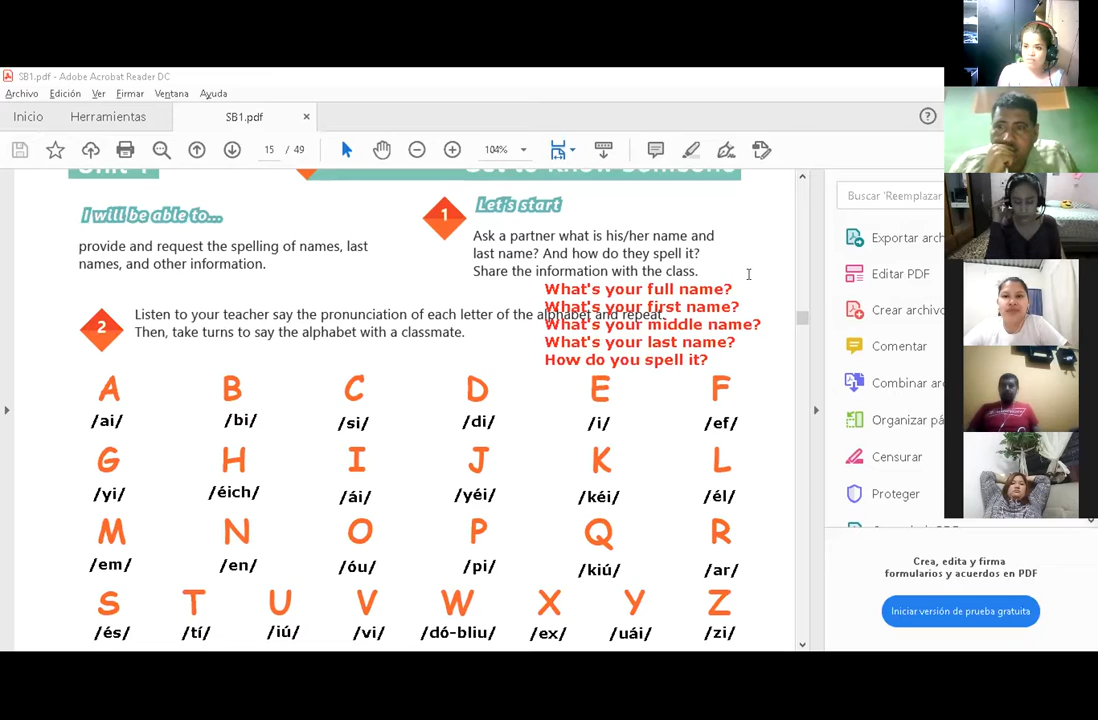 SB1.pdf - Adobe Acrobat Reader DC
Archivo Edición Ver Firmar Ventana Ayuda
Inicio Herramientas SB1.pdf ×
15 / 49 104%
I will be able to...
provide and request the spelling of names, last
names, and other information.
1 Let's start
Ask a partner what is his/her name and
last name? And how do they spell it?
Share the information with the class.
What's your full name?
What's your first name?
What's your middle name?
What's your last name?
How do you spell it?
2 Listen to your teacher say the pronunciation of each letter of the alphabet and repeat.
Then, take turns to say the alphabet with a classmate.
A B C D E F
/ai/ /bi/ /si/ /di/ /i/ /ef/
G H I J K L
/yi/ /éich/ /ái/ /yéi/ /kéi/ /él/
M N O P Q R
/em/ /en/ /óu/ /pi/ /kiú/ /ar/
S T U V W X Y Z
/és/ /tí/ /iú/ /vi/ /dó-bliu/ /ex/ /uái/ /zi/
Buscar 'Reemplazar
Exportar arch
Editar PDF
Crear archivo
Comentar
Combinar ar
Organizar pá
Censurar
Proteger
Crea, edita y firma
formularios y acuerdos en PDF
Iniciar versión de prueba gratuita